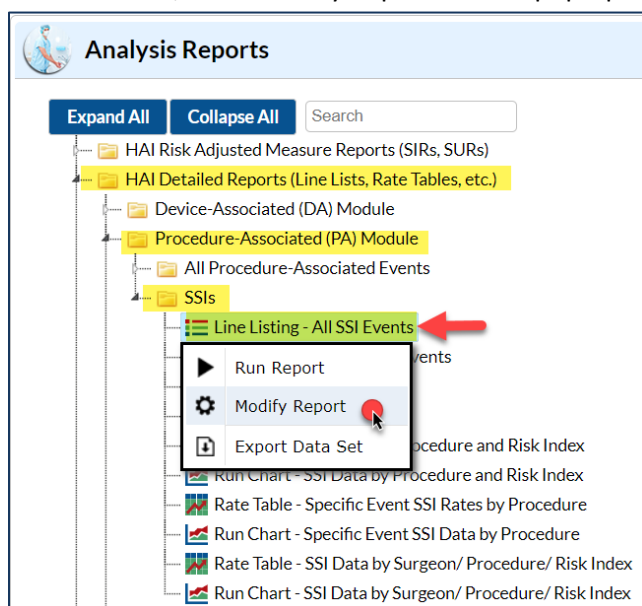 Analysis Reports
Expand All Collapse All Search
HAI Risk Adjusted Measure Reports (SIRs, SURs)
HAI Detailed Reports (Line Lists, Rate Tables, etc.)
Device-Associated (DA) Module
Procedure-Associated (PA) Module
All Procedure-Associated Events
SSIs
Line Listing - All SSI Events
Run Report
Modify Report
Export Data Set
and Risk Index
SSI Data by Procedure and Risk Index
Rate Table - Specific Event SSI Rates by Procedure
Run Chart - Specific Event SSI Data by Procedure
Rate Table - SSI Data by Surgeon/ Procedure/ Risk Index
Run Chart - SSI Data by Surgeon/ Procedure/ Risk Index